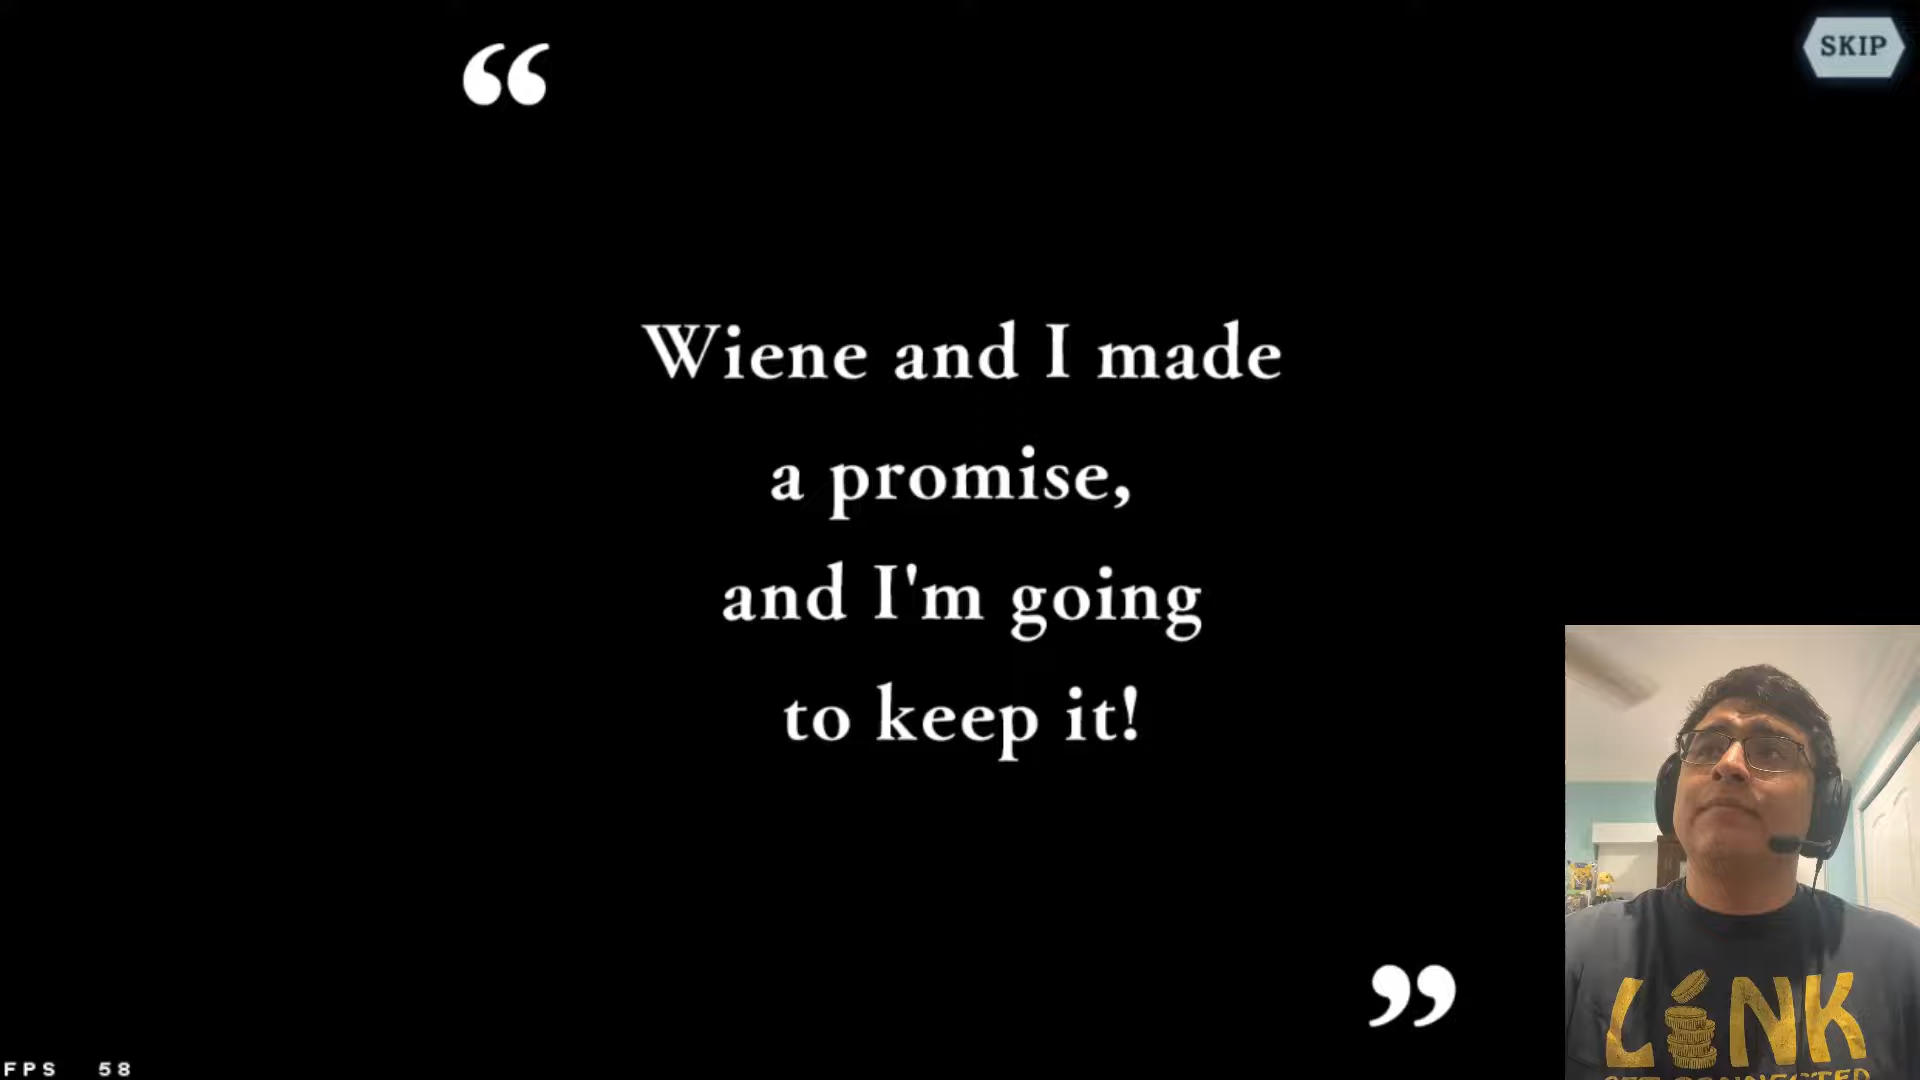 SKIP
“
Wiene and I made
a promise,
and I'm going
to keep it!
”
LINK
FPS 58